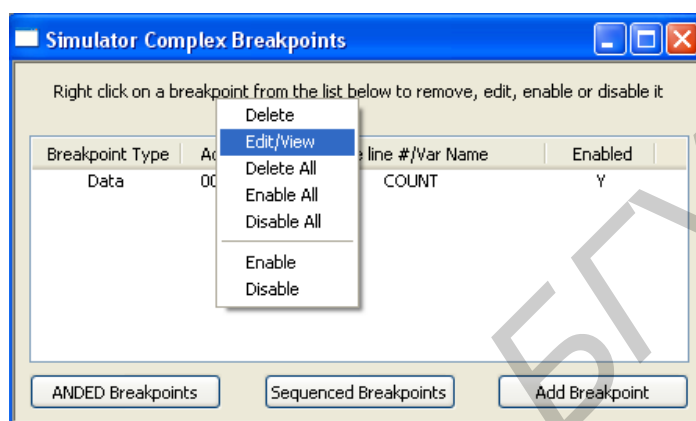 Simulator Complex Breakpoints
Right click on a breakpoint from the list below to remove, edit, enable or disable it
Delete
Edit/View
Delete All
Enable All
Disable All
Enable
Disable
Breakpoint Type line #/Var Name Enabled
Data COUNT Y
ANDED Breakpoints Sequenced Breakpoints Add Breakpoint
БГУ